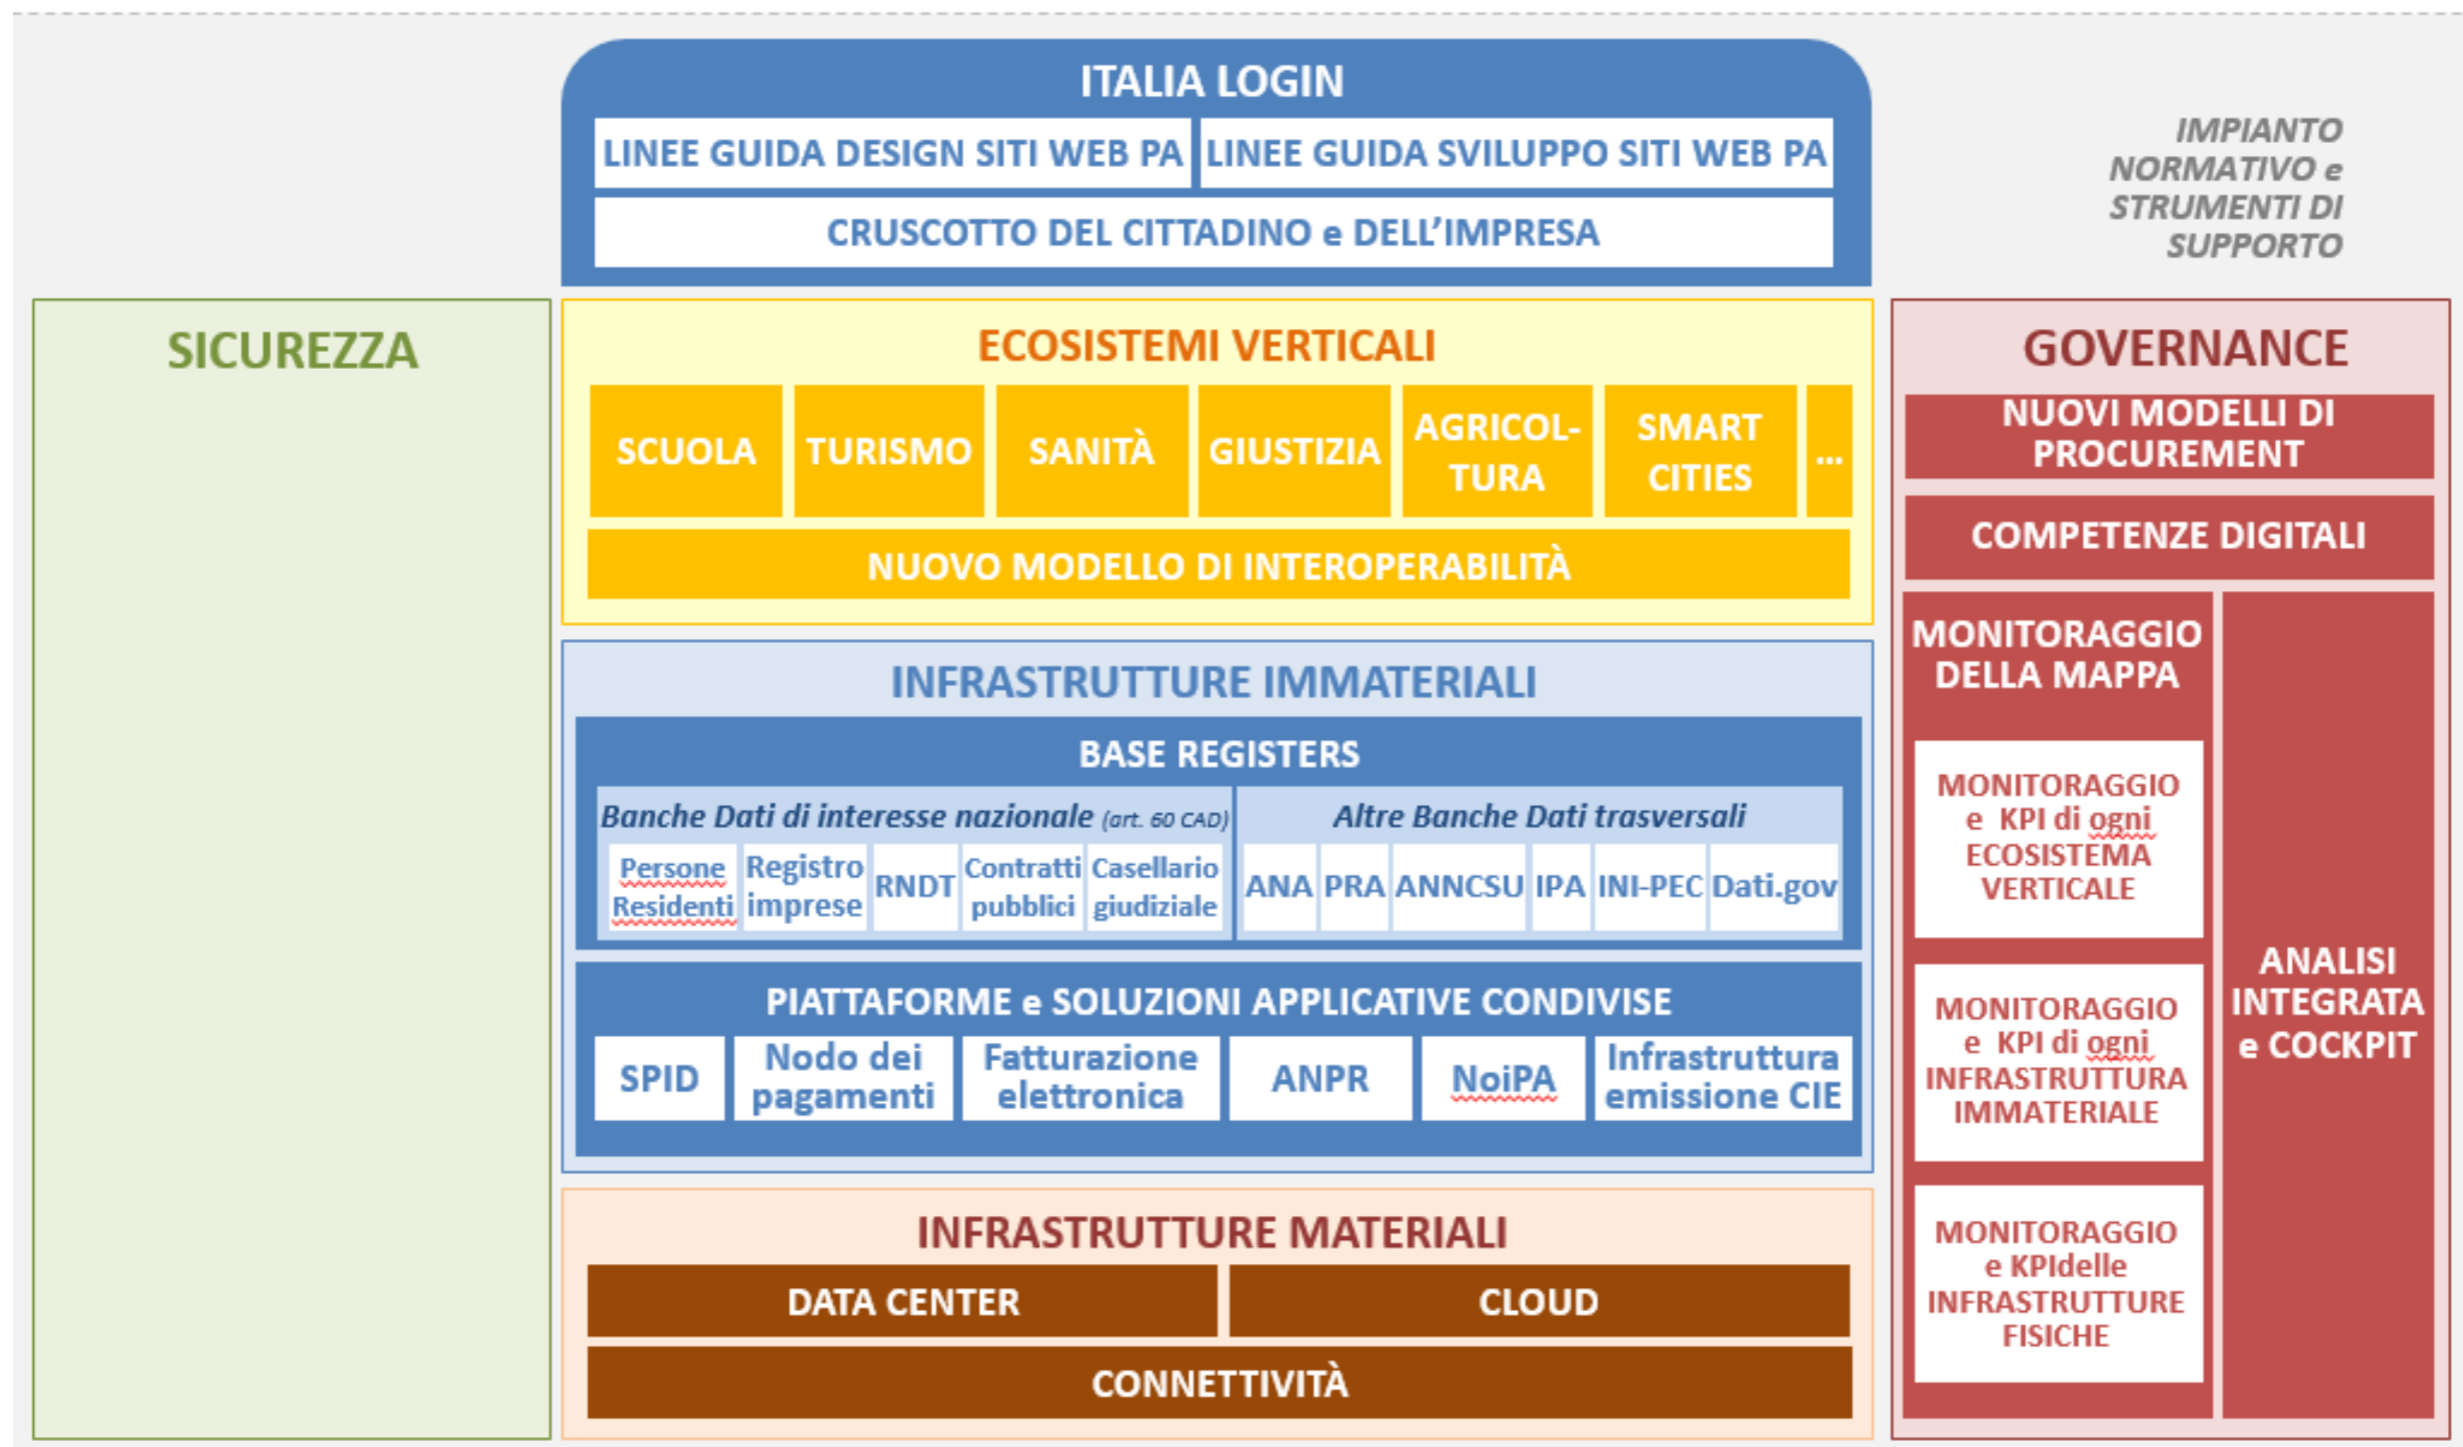 ITALIA LOGIN
LINEE GUIDA DESIGN SITI WEB PA
LINEE GUIDA SVILUPPO SITI WEB PA
CRUSCOTTO DEL CITTADINO e DELL’IMPRESA
IMPIANTO
NORMATIVO e
STRUMENTI DI
SUPPORTO
SICUREZZA
ECOSISTEMI VERTICALI
SCUOLA
TURISMO
SANITÀ
GIUSTIZIA
AGRICOL-
TURA
SMART
CITIES
...
NUOVO MODELLO DI INTEROPERABILITÀ
INFRASTRUTTURE IMMATERIALI
BASE REGISTERS
Banche Dati di interesse nazionale (art. 60 CAD)
Persone
Residenti
Registro
imprese
RNDT
Contratti
pubblici
Casellario
giudiziale
Altre Banche Dati trasversali
ANA
PRA
ANNCSU
IPA
INI-PEC
Dati.gov
PIATTAFORME e SOLUZIONI APPLICATIVE CONDIVISE
SPID
Nodo dei
pagamenti
Fatturazione
elettronica
ANPR
NoiPA
Infrastruttura
emissione CIE
INFRASTRUTTURE MATERIALI
DATA CENTER
CLOUD
CONNETTIVITÀ
GOVERNANCE
NUOVI MODELLI DI
PROCUREMENT
COMPETENZE DIGITALI
MONITORAGGIO
DELLA MAPPA
MONITORAGGIO
e KPI di ogni
ECOSISTEMA
VERTICALE
MONITORAGGIO
e KPI di ogni
INFRASTRUTTURA
IMMATERIALE
MONITORAGGIO
e KPIdelle
INFRASTRUTTURE
FISICHE
ANALISI
INTEGRATA
e COCKPIT